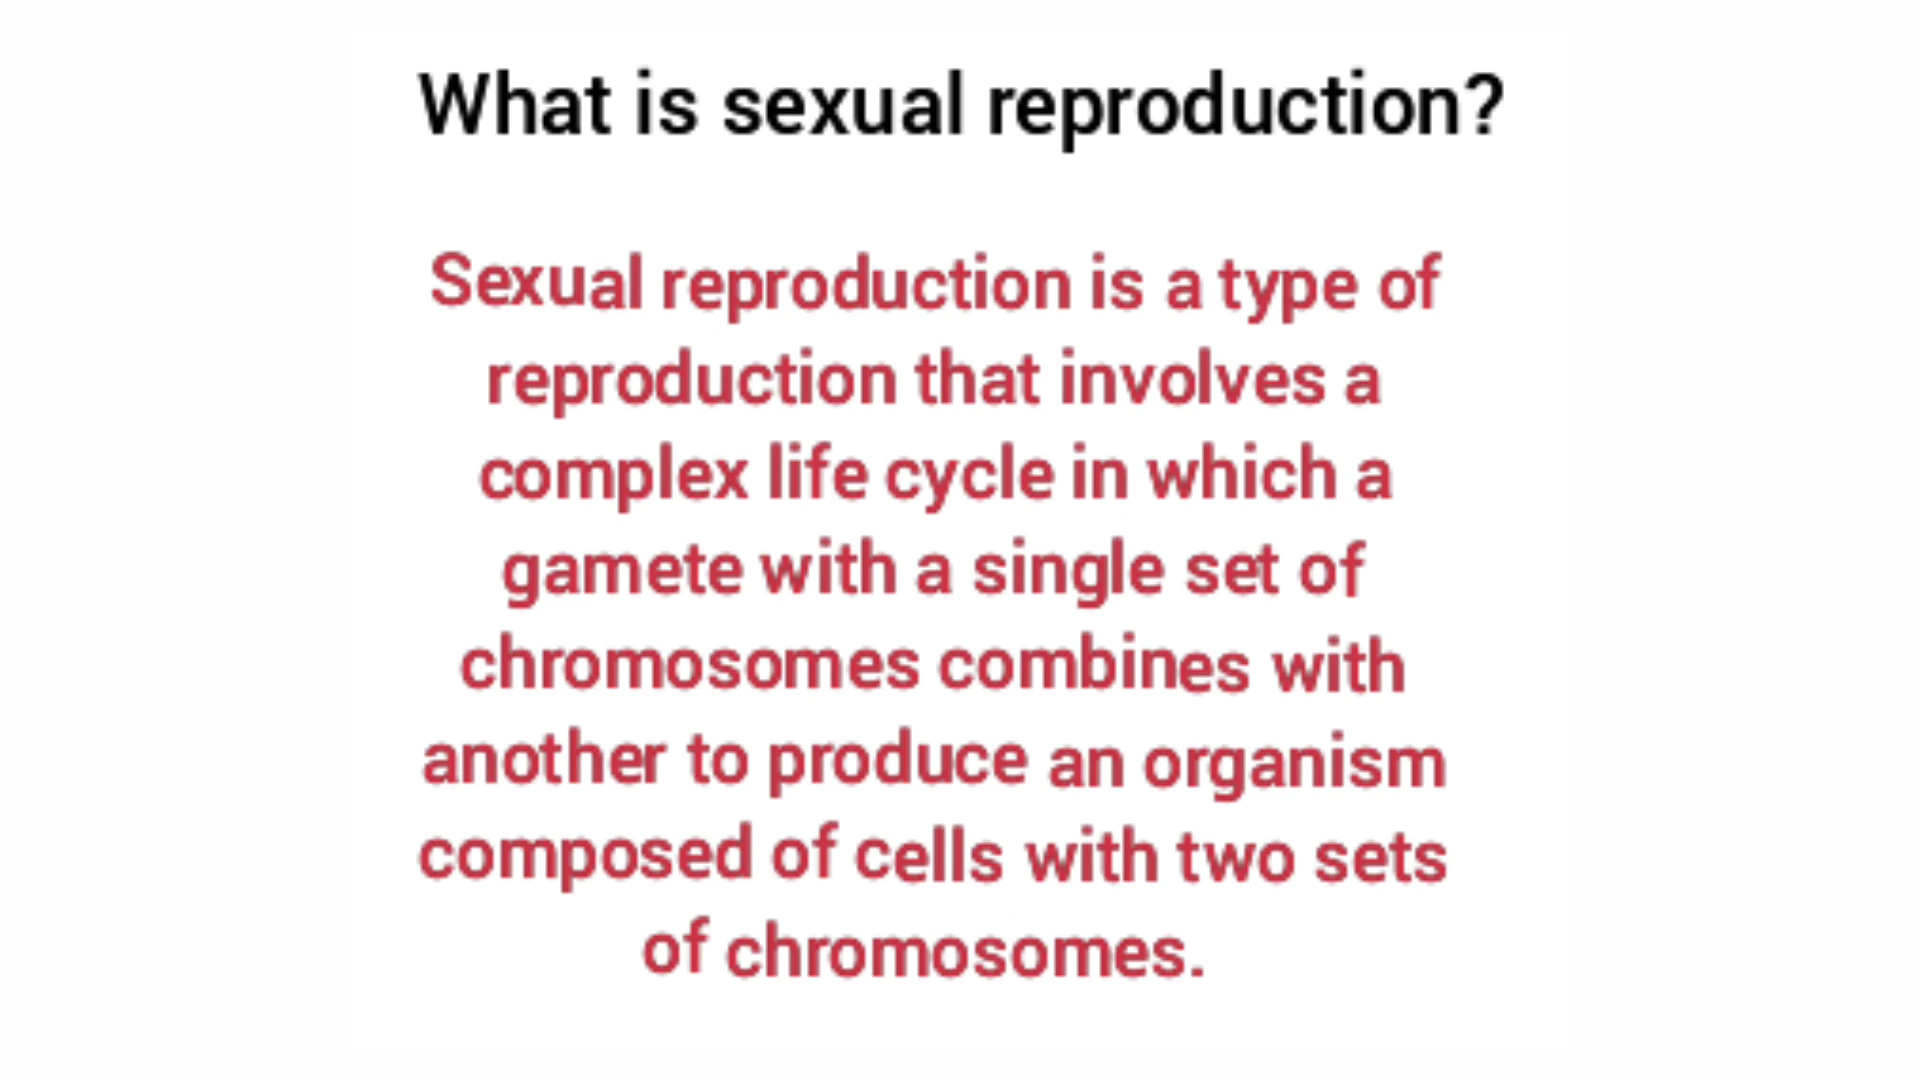 What is sexual reproduction?
Sexual reproduction is a type of
reproduction that involves a
complex life cycle in which a
gamete with a single set of
chromosomes combines with
another to produce an organism
composed of cells with two sets
of chromosomes.